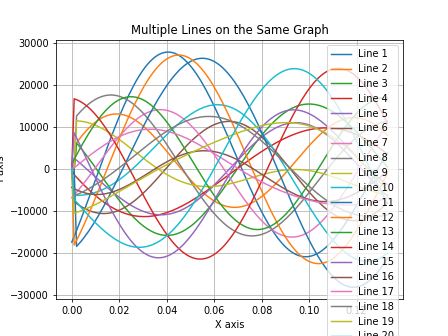 Multiple Lines on the Same Graph
30000
20000
10000
0
−10000
−20000
−30000
0.00
0.02
0.04
0.06
0.08
0.10
X axis
Line 1
Line 2
Line 3
Line 4
Line 5
Line 6
Line 7
Line 8
Line 9
Line 10
Line 11
Line 12
Line 13
Line 14
Line 15
Line 16
Line 17
Line 18
Line 19
Line 20